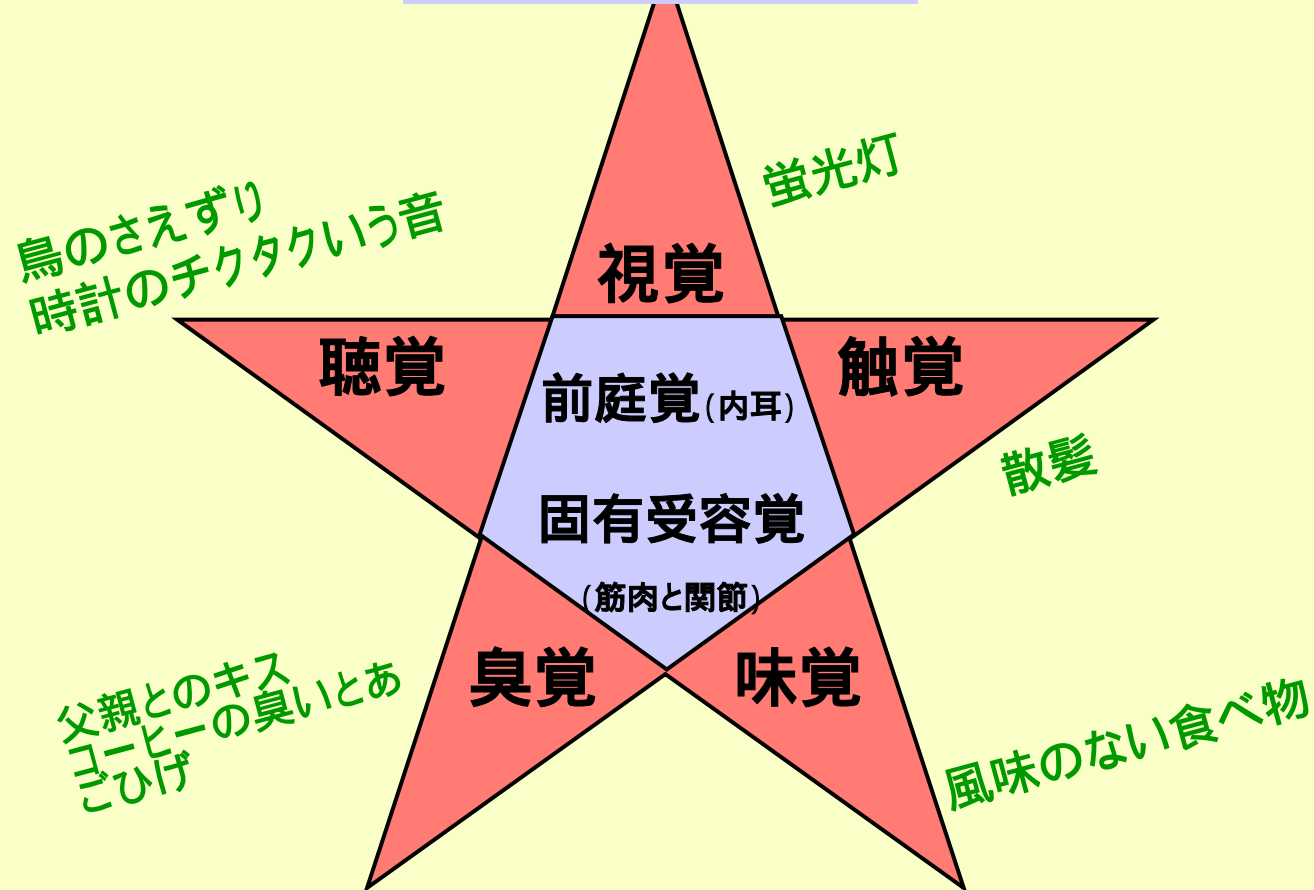 蛍光灯
鳥のさえずり
時計のチクタクいう音
視覚
聴覚
触覚
前庭覚(内耳)
散髪
固有受容覚
(筋肉と関節)
臭覚
味覚
父親とのキス
コーヒーの臭いとあ
ごひげ
風味のない食べ物